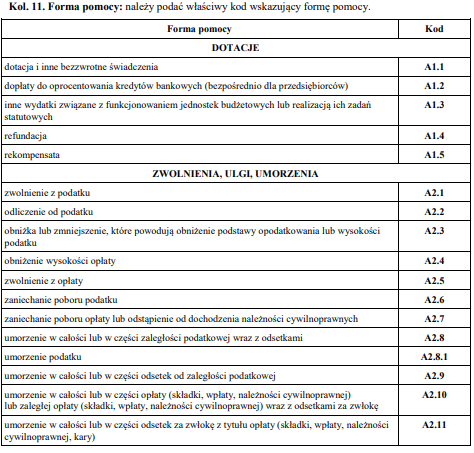 Kol. 11. Forma pomocy: należy podać właściwy kod wskazujący formę pomocy.
Forma pomocy Kod
DOTACJE
dotacja i inne bezzwrotne świadczenia A1.1
dopłaty do oprocentowania kredytów bankowych (bezpośrednio dla przedsiębiorców) A1.2
inne wydatki związane z funkcjonowaniem jednostek budżetowych lub realizacją ich zadań A1.3
statutowych
refundacja A1.4
rekompensata A1.5
ZWOLNIENIA, ULGI, UMORZENIA
zwolnienie z podatku A2.1
odliczenie od podatku A2.2
obniżka lub zmniejszenie, które powodują obniżenie podstawy opodatkowania lub wysokości A2.3
podatku
obniżenie wysokości opłaty A2.4
zwolnienie z opłaty A2.5
zaniechanie poboru podatku A2.6
zaniechanie poboru opłaty lub odstąpienie od dochodzenia należności cywilnoprawnych A2.7
umorzenie w całości lub w części zaległości podatkowej wraz z odsetkami A2.8
umorzenie podatku A2.8.1
umorzenie w całości lub w części odsetek od zaległości podatkowej A2.9
umorzenie w całości lub w części opłaty (składki, wpłaty, należności cywilnoprawnej) A2.10
lub zaległej opłaty (składki, wpłaty, należności cywilnoprawnej) wraz z odsetkami za zwłokę
umorzenie w całości lub w części odsetek za zwłokę z tytułu opłaty (składki, wpłaty, należności A2.11
cywilnoprawnej, kary)